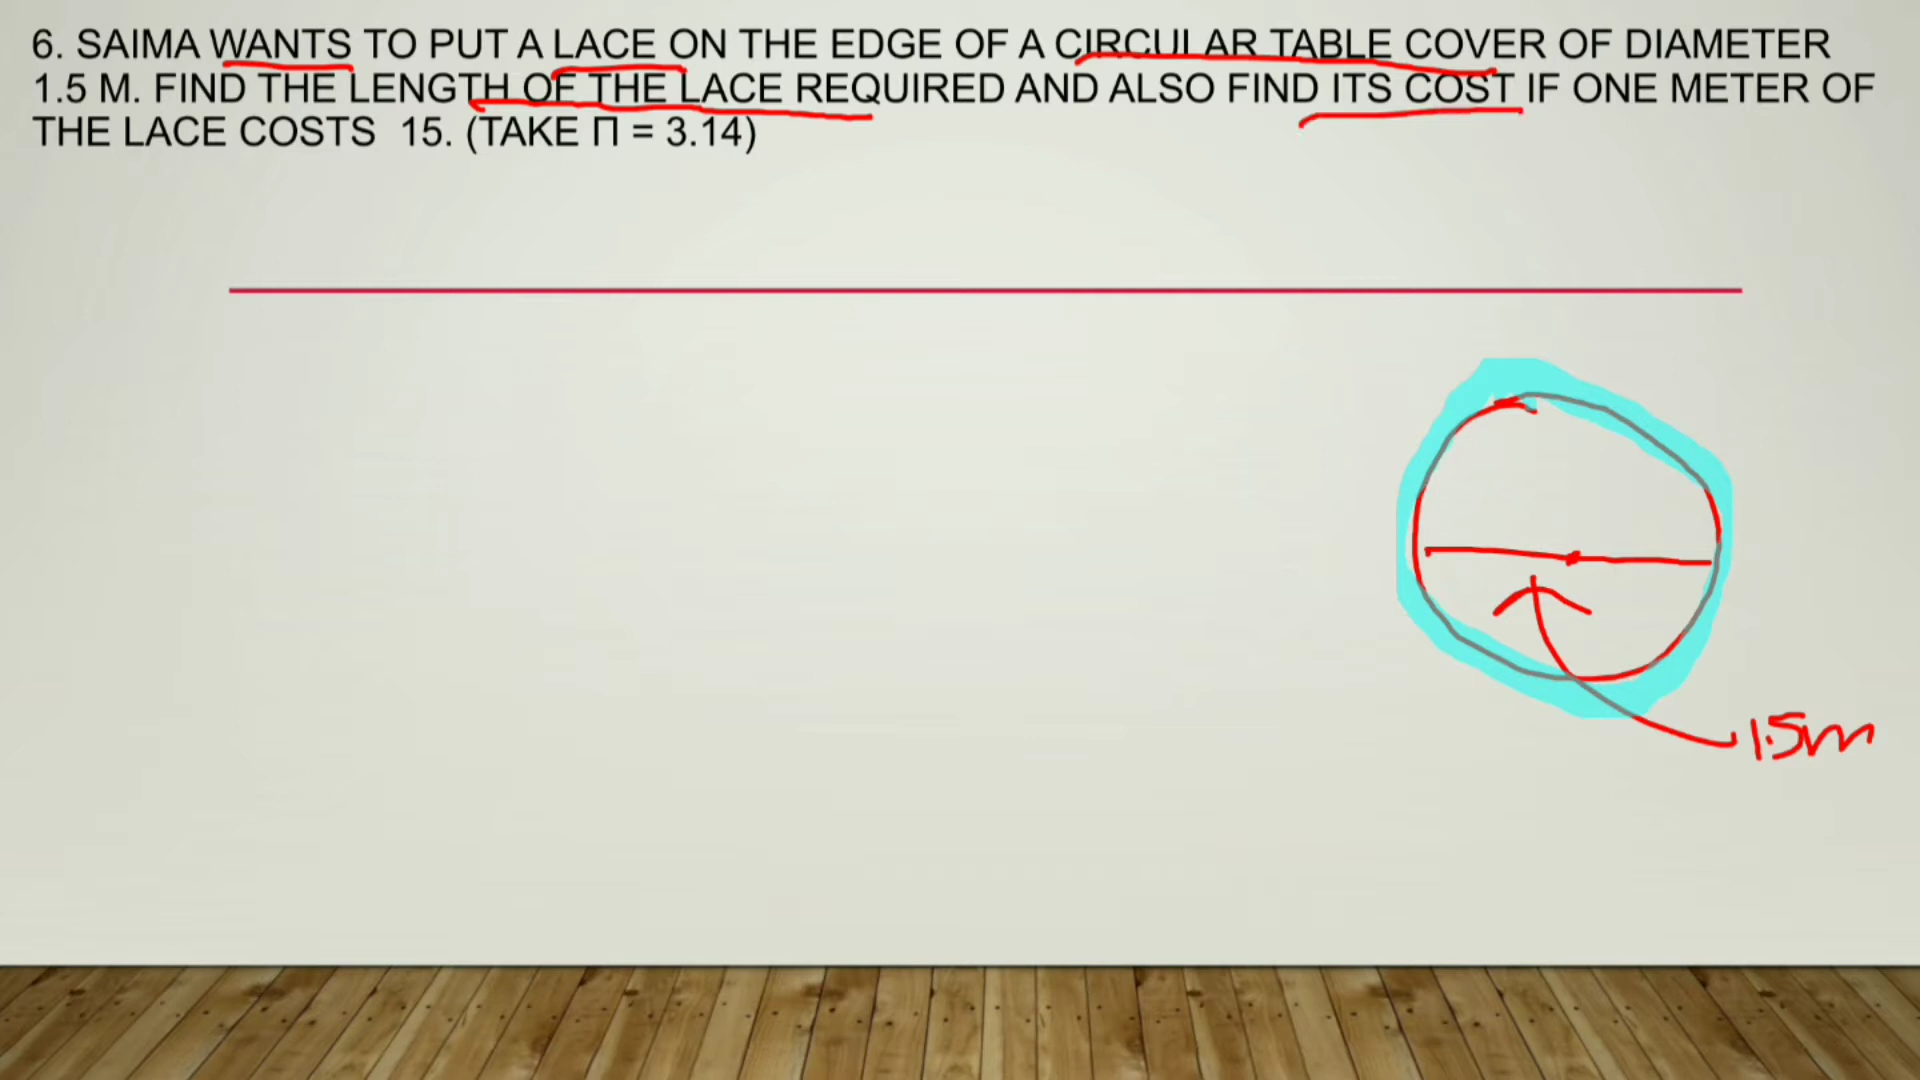 6. SAIMA WANTS TO PUT A LACE ON THE EDGE OF A CIRCULAR TABLE COVER OF DIAMETER
1.5 M. FIND THE LENGTH OF THE LACE REQUIRED AND ALSO FIND ITS COST IF ONE METER OF
THE LACE COSTS 15. (TAKE Π = 3.14)
1.5m